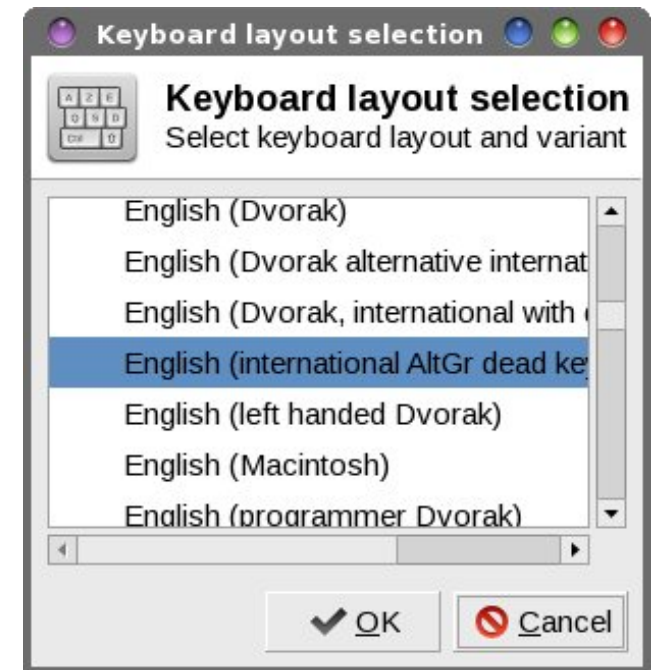 Keyboard layout selection
Keyboard layout selection
Select keyboard layout and variant
English (Dvorak)
English (Dvorak alternative internat
English (Dvorak, international with
English (international AltGr dead key
English (left handed Dvorak)
English (Macintosh)
English (programmer Dvorak)
OK
Cancel